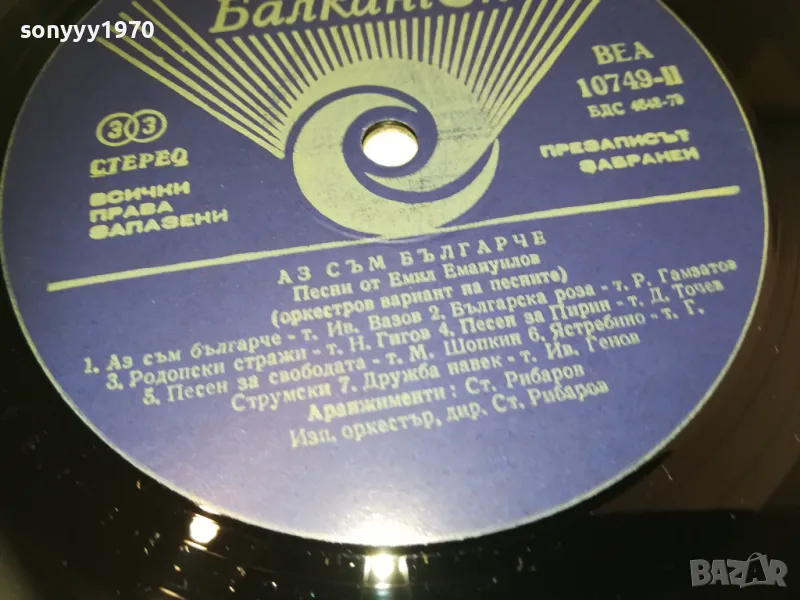 sonyyy1970
Балкантон
ВЕА
10749-II
БДС 4848-79
33
СТЕРЕО
ВСИЧКИ
ПРАВА
ЗАПАЗЕНИ
ПРЕЗАПИСЪТ
ЗАБРАНЕН
АЗ СЪМ БЪЛГАРЧЕ
Песни от Емил Емануилов
(оркестров вариант на песните)
1. Аз съм българче - т. Ив. Вазов 2. Българска роза - т. Р. Гамзатов
3. Родопски стражи - т. Н. Гигов 4. Песен за Пирин - т. Д. Точев
5. Песен за свободата - т. М. Шопкин 6. Ястребино - т. Г.
Струмски 7. Дружба навек - т. Ив. Генов
Аранжименти: Ст. Рибаров
Изп. оркестър, дир. Ст. Рибаров
BAZAR